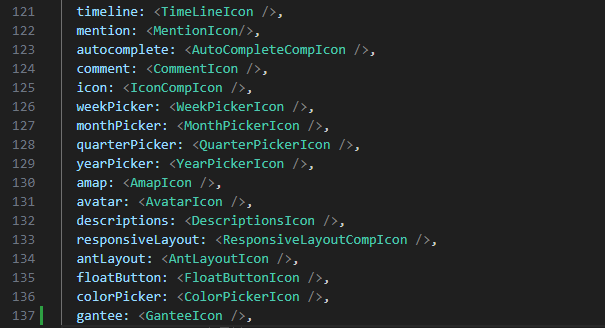 121 timeline: <TimeLineIcon />,
122 mention: <MentionIcon/>,
123 autocomplete: <AutoCompleteCompIcon />,
124 comment: <CommentIcon />,
125 icon: <IconCompIcon />,
126 weekPicker: <WeekPickerIcon />,
127 monthPicker: <MonthPickerIcon />,
128 quarterPicker: <QuarterPickerIcon />,
129 yearPicker: <YearPickerIcon />,
130 amap: <AmapIcon />,
131 avatar: <AvatarIcon />,
132 descriptions: <DescriptionsIcon />,
133 responsiveLayout: <ResponsiveLayoutCompIcon />,
134 antLayout: <AntLayoutIcon />,
135 floatButton: <FloatButtonIcon />,
136 colorPicker: <ColorPickerIcon />,
137 gantee: <GanteeIcon />,